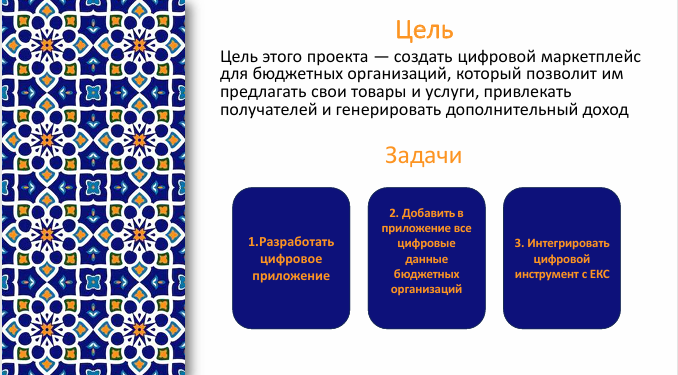 Цель
Цель этого проекта — создать цифровой маркетплейс
для бюджетных организаций, который позволит им
предлагать свои товары и услуги, привлекать
получателей и генерировать дополнительный доход
Задачи
1.Разработать
цифровое
приложение
2. Добавить в
приложение все
цифровые
данные
бюджетных
организаций
3. Интегрировать
цифровой
инструмент с ЕКС